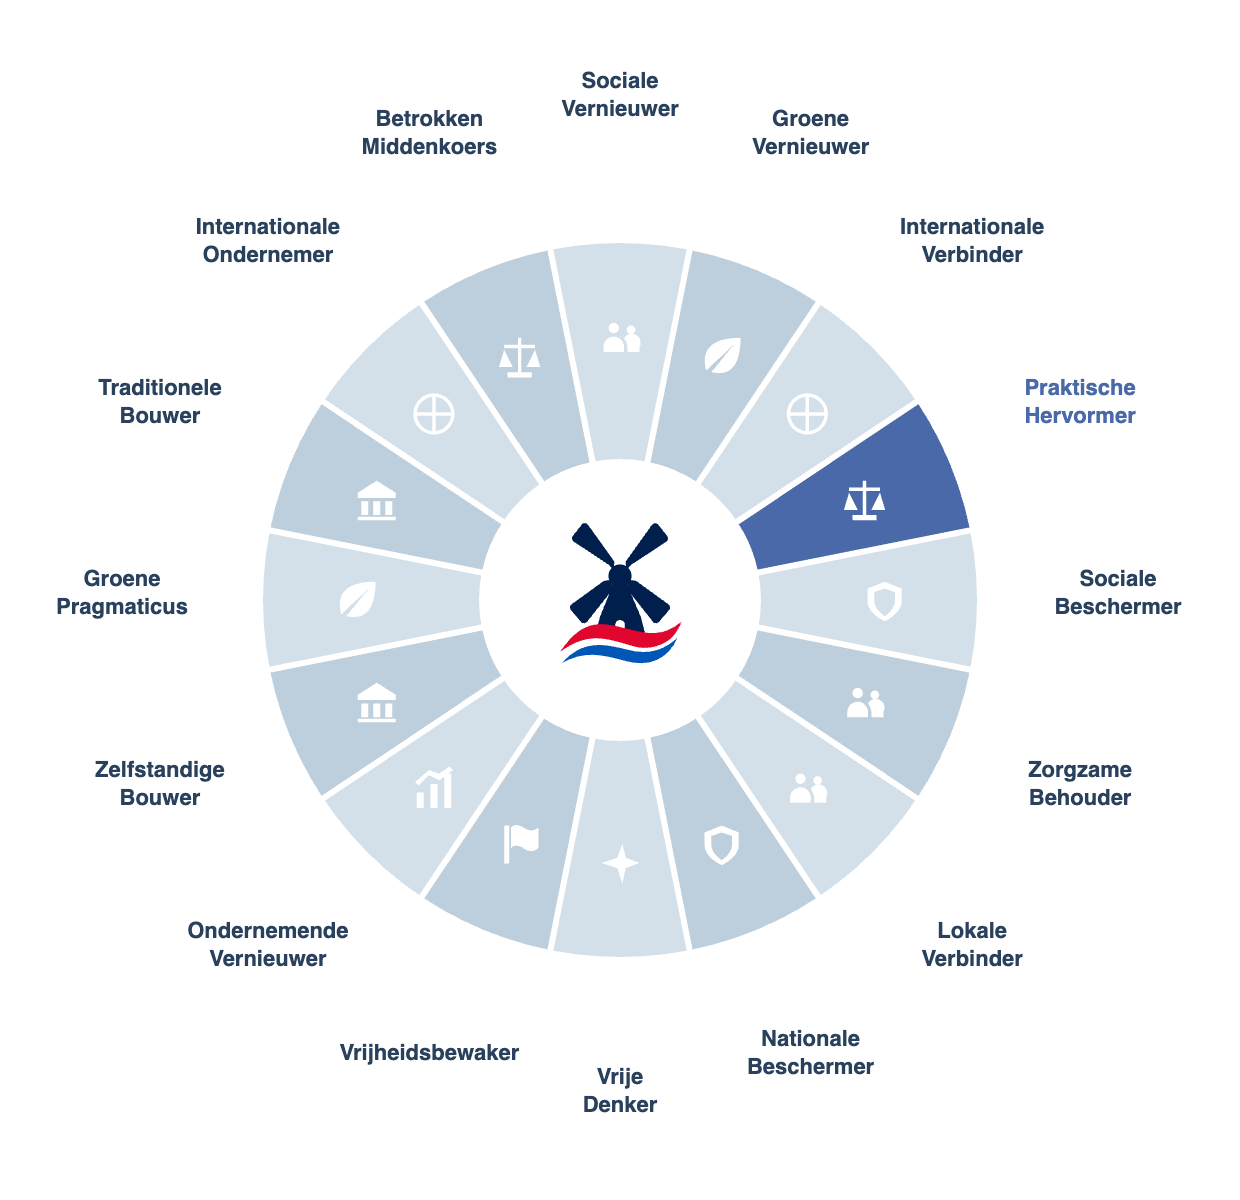 Sociale
Vernieuwer
Betrokken
Middenkoers
Groene
Vernieuwer
Internationale
Ondernemer
Internationale
Verbinder
Traditionele
Bouwer
Praktische
Hervormer
Groene
Pragmaticus
Sociale
Beschermer
Zelfstandige
Bouwer
Zorgzame
Behouder
Ondernemende
Vernieuwer
Lokale
Verbinder
Vrijheidsbewaker
Nationale
Beschermer
Vrije
Denker